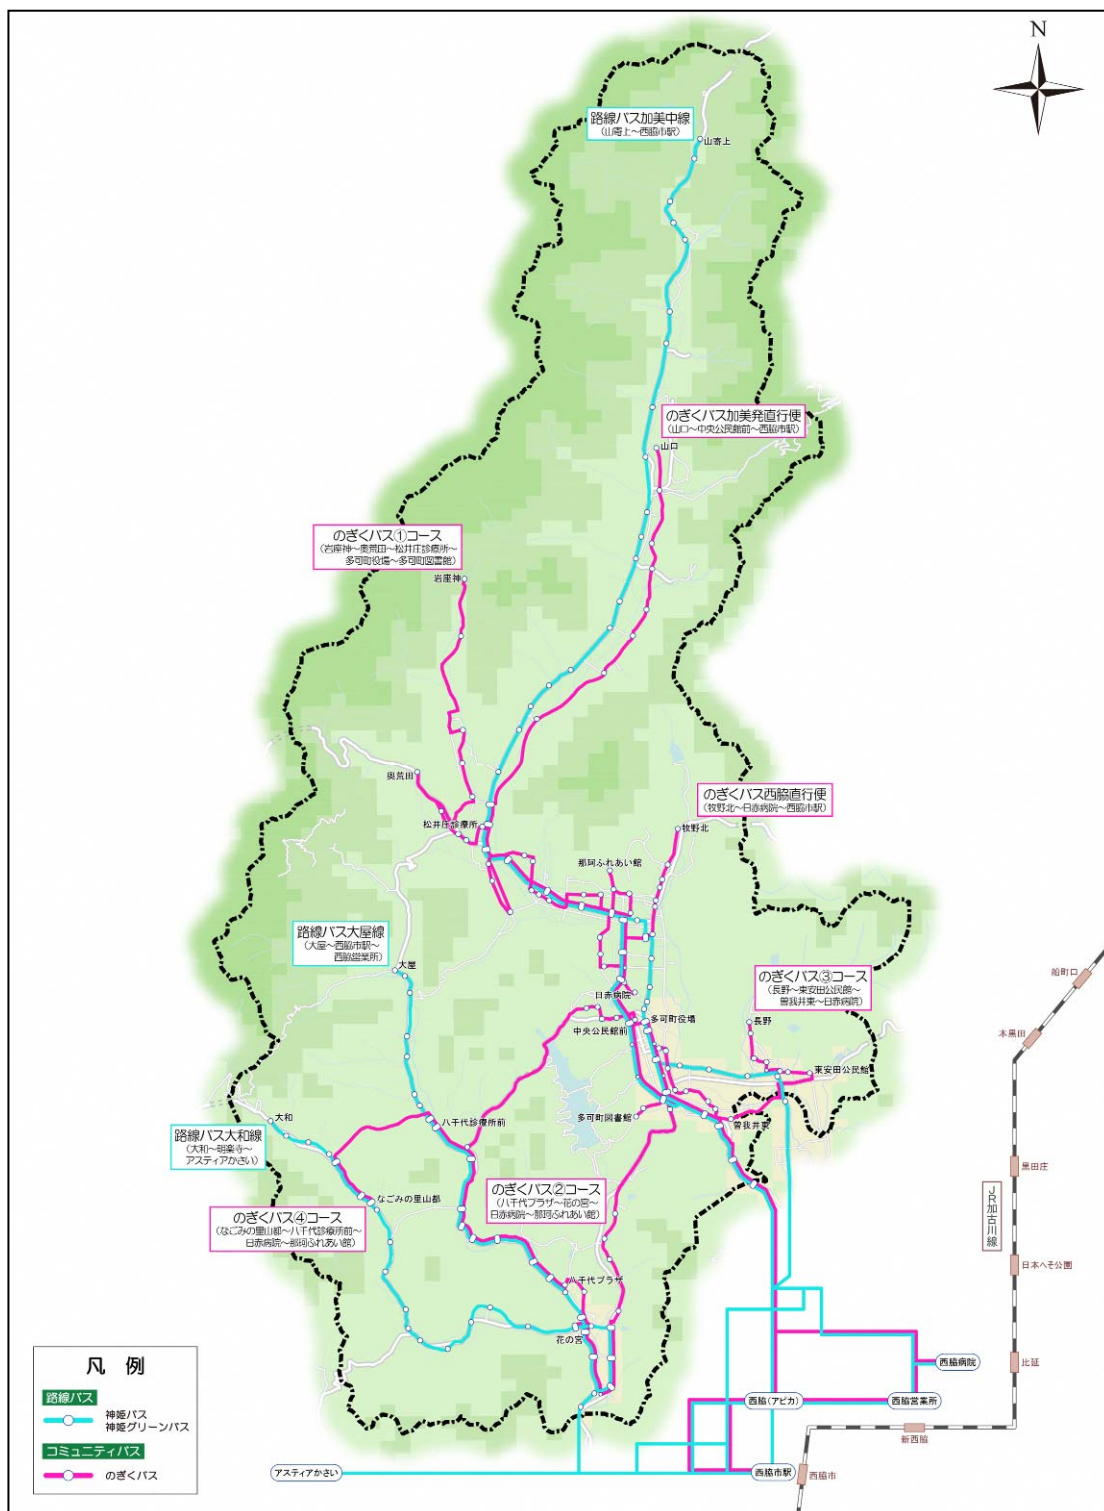 N
路線バス加美中線
(山寄上～西脇市駅)
山寄上
のぎくバス加美発直行便
(山口～中央公民館前～西脇市駅)
山口
のぎくバス①コース
(岩座神～奥荒田～松井庄診療所～
多可町役場～多可町図書館)
岩座神
奥荒田
松井庄診療所
のぎくバス西脇直行便
(牧野北～日赤病院～西脇市駅)
牧野北
那珂ふれあい館
路線バス大屋線
(大屋～西脇市駅～
西脇営業所)
大屋
のぎくバス③コース
(長野～東安田公民館～
曽我井東～日赤病院)
日赤病院
長野
中央公民館前
多可町役場
東安田公民館
船町口
本黒田
大和
八千代診療所前
多可町図書館
曽我井東
路線バス大和線
(大和～明楽寺～
アスティアかさい)
なごみの里山都
のぎくバス②コース
(八千代プラザ～花の宮～
日赤病院～那珂ふれあい館)
のぎくバス④コース
(なごみの里山都～八千代診療所前～
日赤病院～那珂ふれあい館)
黒田庄
JR加古川線
日本へそ公園
八千代プラザ
花の宮
比延
西脇病院
西脇(アピカ)
西脇営業所
新西脇
アスティアかさい
西脇市駅
西脇市
凡 例
路線バス
神姫バス
神姫グリーンバス
コミュニティバス
のぎくバス